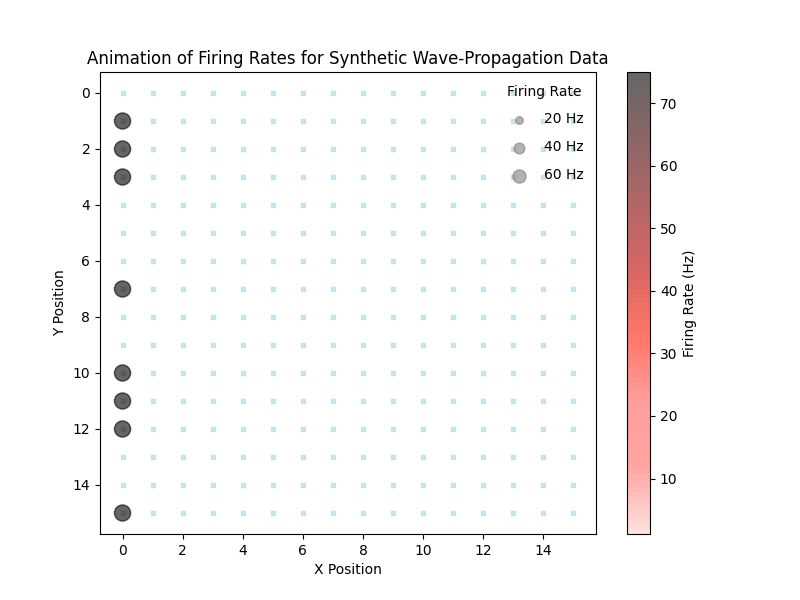 Animation of Firing Rates for Synthetic Wave-Propagation Data
Firing Rate
20 Hz
40 Hz
60 Hz
0
2
4
6
8
10
12
14
Y Position
0 2 4 6 8 10 12 14
X Position
70
60
50
40
30
20
10
Firing Rate (Hz)